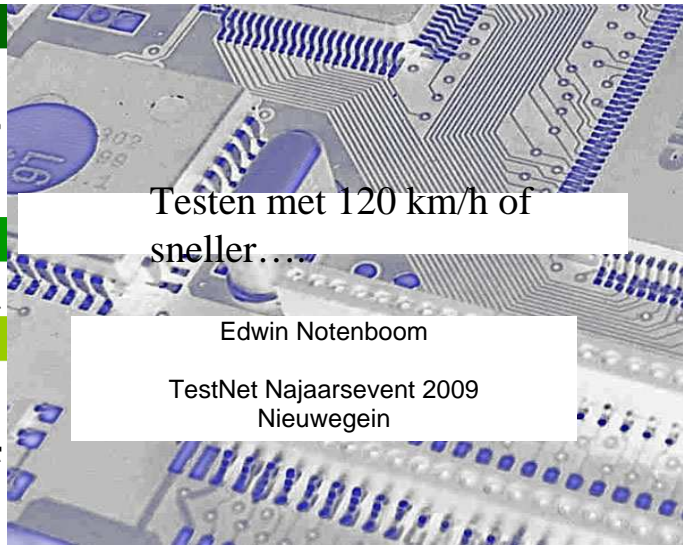 Testen met 120 km/h of
sneller….
Edwin Notenboom
TestNet Najaarsevent 2009
Nieuwegein